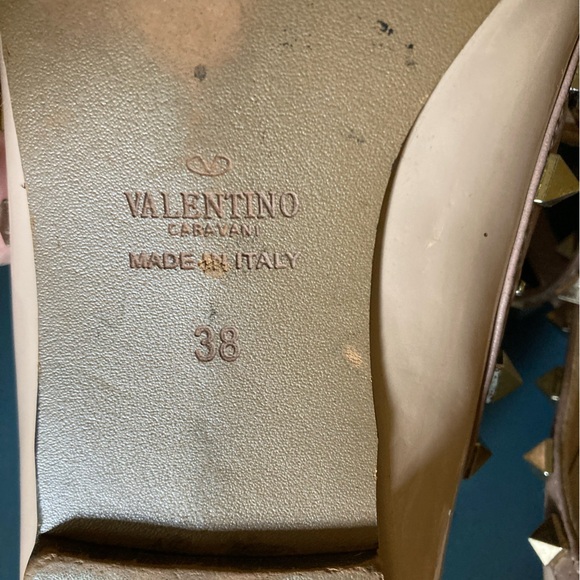 VALENTINO
GARAVANI
MADE IN ITALY
38